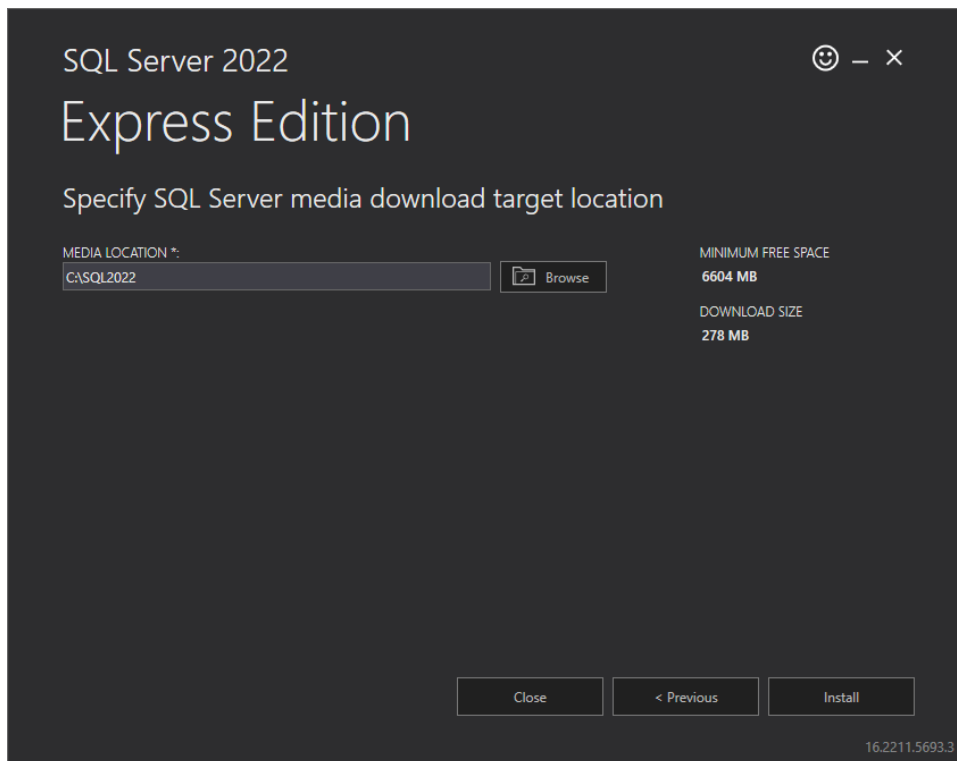 SQL Server 2022
Express Edition
Specify SQL Server media download target location
MEDIA LOCATION *:
C:\SQL2022
Browse
MINIMUM FREE SPACE
6604 MB
DOWNLOAD SIZE
278 MB
Close
< Previous
Install
16.2211.5693.3